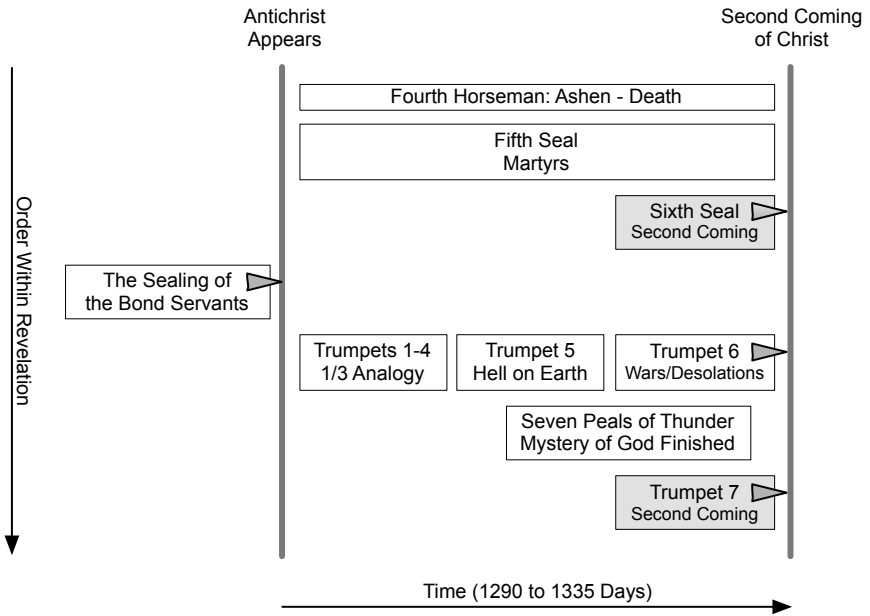 Antichrist
Appears
Second Coming
of Christ
Fourth Horseman: Ashen - Death
Fifth Seal
Martyrs
Sixth Seal
Second Coming
Order Within Revelation
The Sealing of
the Bond Servants
Trumpets 1-4
1/3 Analogy
Trumpet 5
Hell on Earth
Trumpet 6
Wars/Desolations
Seven Peals of Thunder
Mystery of God Finished
Trumpet 7
Second Coming
Time (1290 to 1335 Days)